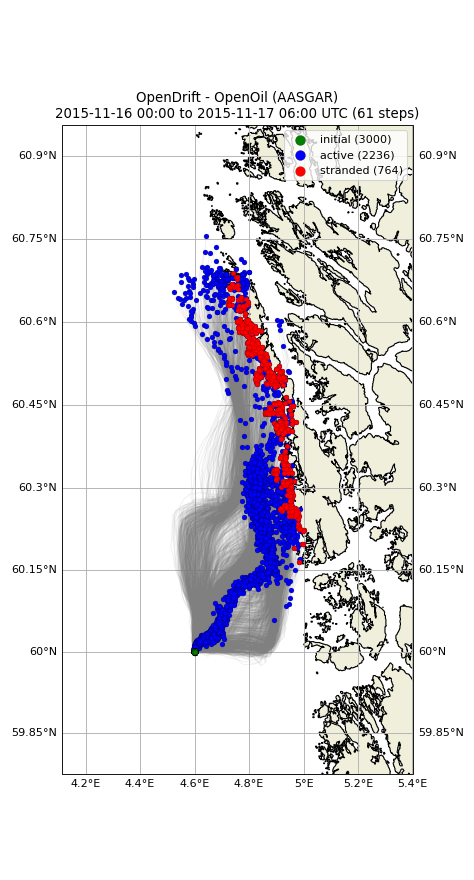 OpenDrift - OpenOil (AASGAR)
2015-11-16 00:00 to 2015-11-17 06:00 UTC (61 steps)
initial (3000)
active (2236)
stranded (764)
60.9°N 60.9°N
60.75°N 60.75°N
60.6°N 60.6°N
60.45°N 60.45°N
60.3°N 60.3°N
60.15°N 60.15°N
60°N 60°N
59.85°N 59.85°N
4.2°E 4.4°E 4.6°E 4.8°E 5°E 5.2°E 5.4°E